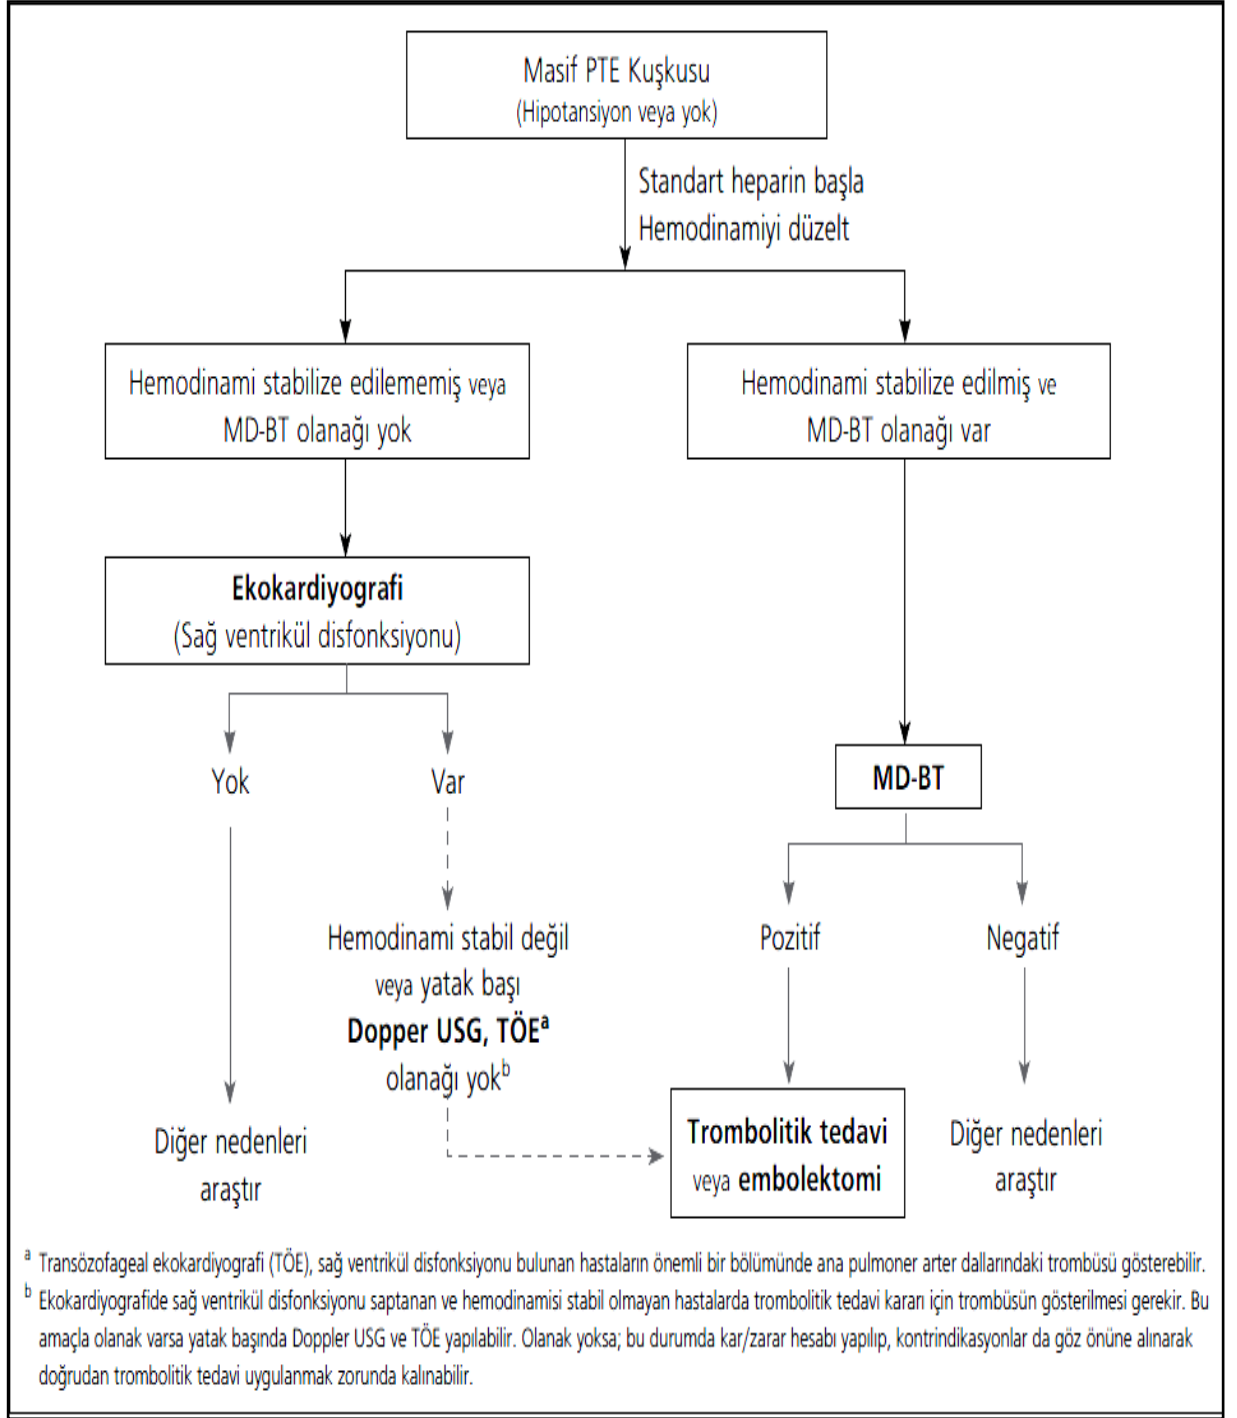 Masif PTE Kuşkusu
(Hipotansiyon veya yok)
Standart heparin başla
Hemodinamiyi düzelt
Hemodinami stabilize edilememiş veya
MD-BT olanağı yok
Hemodinami stabilize edilmiş ve
MD-BT olanağı var
Ekokardiyografi
(Sağ ventrikül disfonksiyonu)
Yok
Var
MD-BT
Hemodinami stabil değil
veya yatak başı
Dopper USG, TÖEᵃ
olanağı yokᵇ
Pozitif
Negatif
Diğer nedenleri
araştır
Trombolitik tedavi
veya embolektomi
Diğer nedenleri
araştır
ᵃ Transözofageal ekokardiyografi (TÖE), sağ ventrikül disfonksiyonu bulunan hastaların önemli bir bölümünde ana pulmoner arter dallarındaki trombüsü gösterebilir.
ᵇ Ekokardiyografide sağ ventrikül disfonksiyonu saptanan ve hemodinamisi stabil olmayan hastalarda trombolitik tedavi kararı için trombüsün gösterilmesi gerekir. Bu
amaçla olanak varsa yatak başında Doppler USG ve TÖE yapılabilir. Olanak yoksa; bu durumda kar/zarar hesabı yapılıp, kontrindikasyonlar da göz önüne alınarak
doğrudan trombolitik tedavi uygulanmak zorunda kalınabilir.